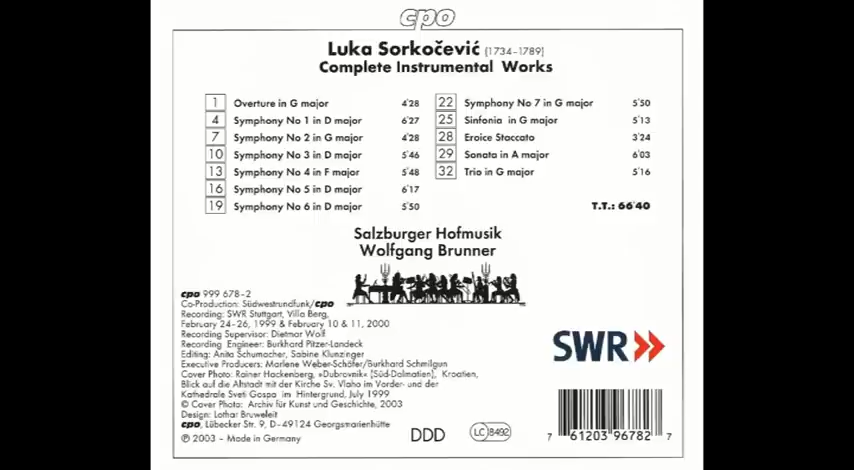 cpo
Luka Sorkočević (1734-1789)
Complete Instrumental Works
1 Overture in G major 4'28
4 Symphony No 1 in D major 6'27
7 Symphony No 2 in G major 4'28
10 Symphony No 3 in D major 5'46
13 Symphony No 4 in F major 5'48
16 Symphony No 5 in D major 6'17
19 Symphony No 6 in D major 5'50
22 Symphony No 7 in G major 5'50
25 Sinfonia in G major 5'13
28 Eroice Staccato 3'24
29 Sonata in A major 6'03
32 Trio in G major 5'16
T.T.: 66'40
Salzburger Hofmusik
Wolfgang Brunner
cpo 999 678-2
Co-Production: Südwestrundfunk/cpo
Recording: SWR Stuttgart, Villa Berg,
February 24-26, 1999 & February 10 & 11, 2000
Recording Supervisor: Dietmar Wolf
Recording Engineer: Burkhard Pitzer-Landeck
Editing: Anita Schumacher, Sabine Klunzinger
Executive Producers: Marlene Weber-Schäfer/Burkhard Schmilgun
Cover Photo: Rainer Hackenberg, »Dubrovnik« (Süd-Dalmatien), Kroatien,
Blick auf die Altstadt mit der Kirche Sv. Vlaho im Vorder- und der
Kathedrale Sveti Gospa im Hintergrund, July 1999
© Cover Photo: Archiv für Kunst und Geschichte, 2003
Design: Lothar Bruweleit
cpo, Lübecker Str. 9, D-49124 Georgsmarienhütte
℗ 2003 - Made in Germany
DDD
LC 8492
SWR
7 61203 96782 7